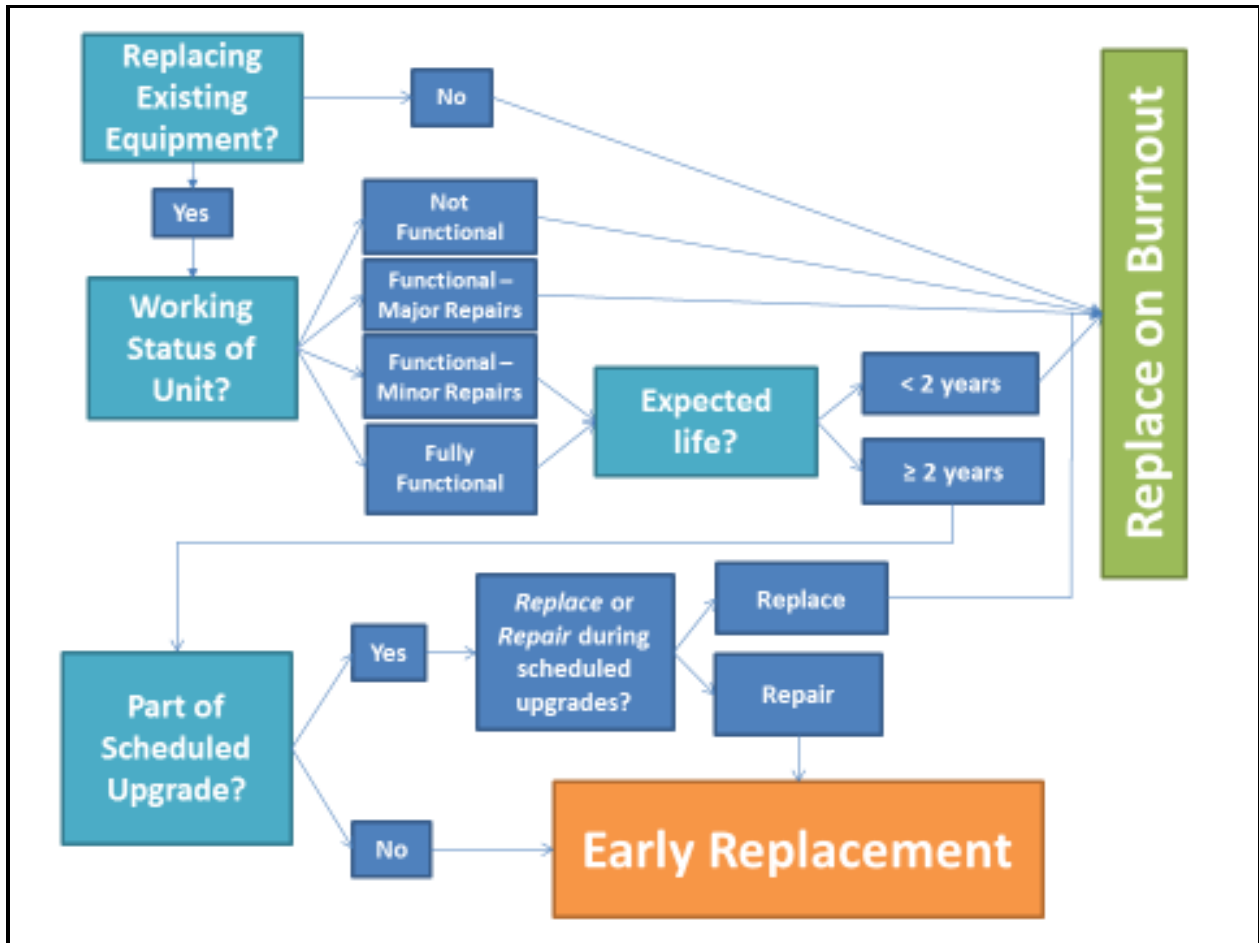 Replacing
Existing
Equipment?
No
Yes
Not
Functional
Functional –
Major Repairs
Working
Status of
Unit?
Functional –
Minor Repairs
Fully
Functional
Expected
life?
< 2 years
≥ 2 years
Replace on Burnout
Part of
Scheduled
Upgrade?
Yes
Replace or
Repair during
scheduled
upgrades?
Replace
Repair
No
Early Replacement